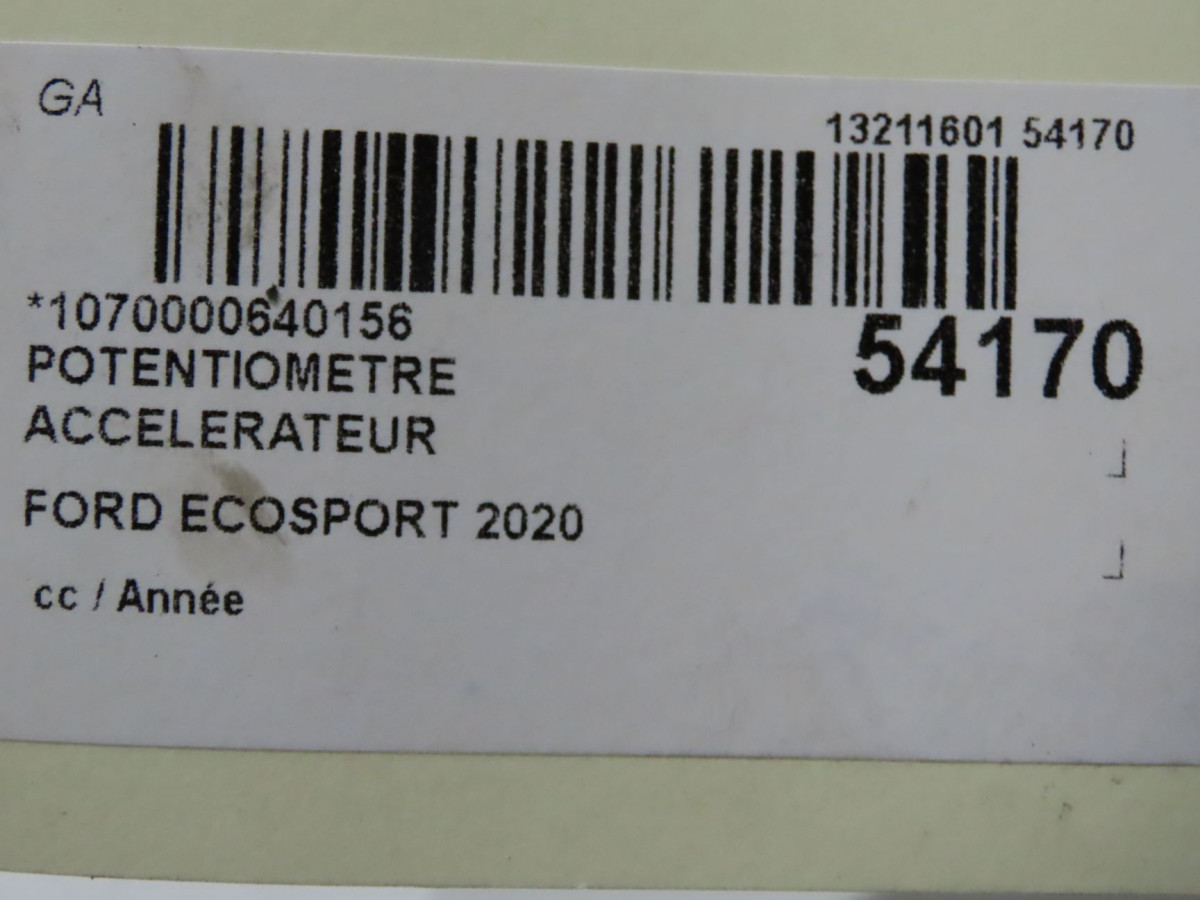 GA
13211601 54170
*1070000640156
54170
POTENTIOMETRE
ACCELERATEUR
FORD ECOSPORT 2020
cc / Année